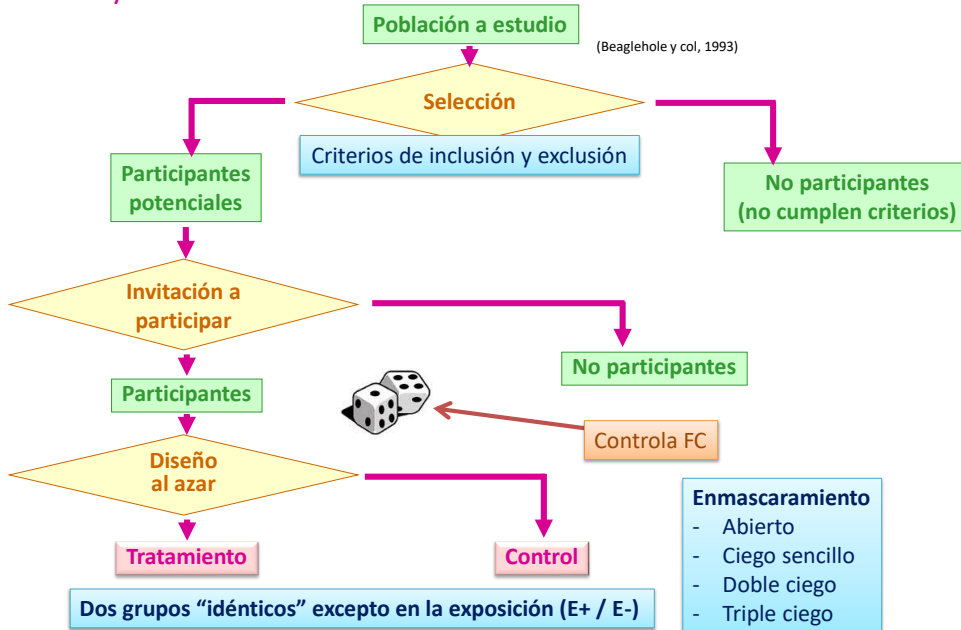 Población a estudio
(Beaglehole y col, 1993)
Selección
Criterios de inclusión y exclusión
Participantes
potenciales
No participantes
(no cumplen criterios)
Invitación a
participar
No participantes
Participantes
Controla FC
Diseño
al azar
Tratamiento
Control
Dos grupos “idénticos” excepto en la exposición (E+ / E-)
Enmascaramiento
- Abierto
- Ciego sencillo
- Doble ciego
- Triple ciego